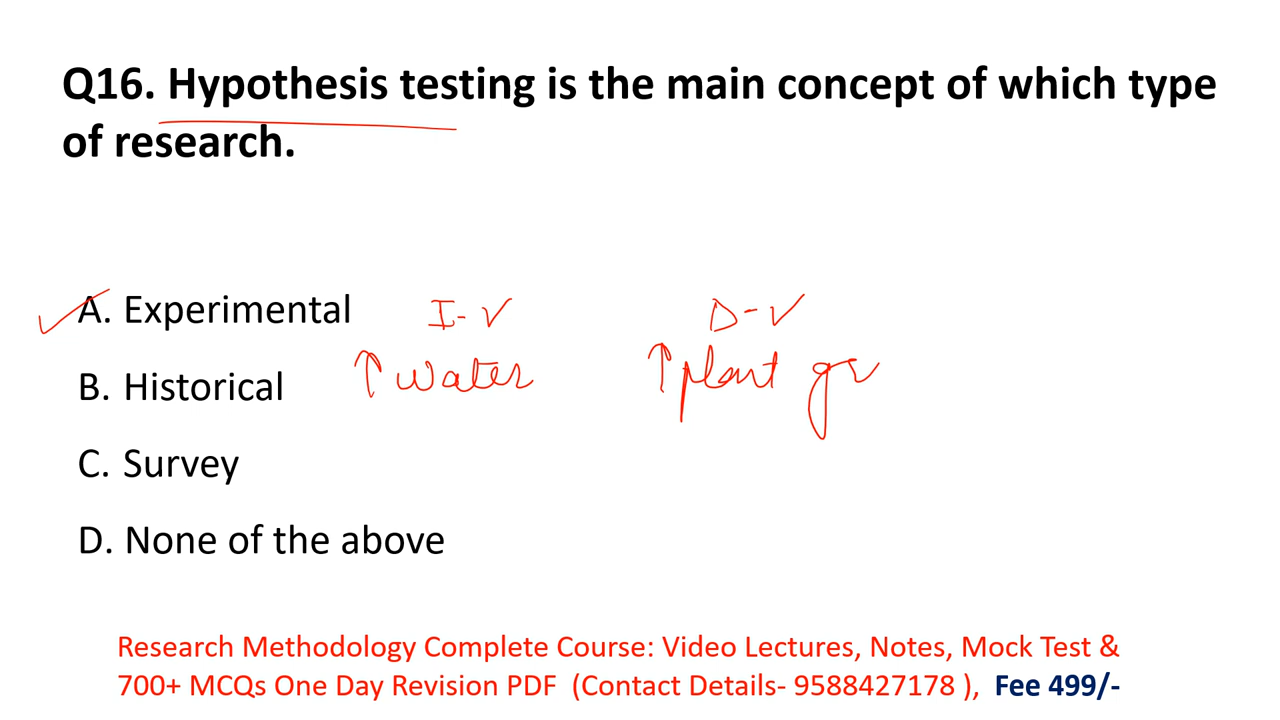 Q16. Hypothesis testing is the main concept of which type
of research.
A. Experimental I-V D-V
B. Historical ↑ water ↑ plant gr
C. Survey
D. None of the above
Research Methodology Complete Course: Video Lectures, Notes, Mock Test &
700+ MCQs One Day Revision PDF (Contact Details- 9588427178 ), Fee 499/-